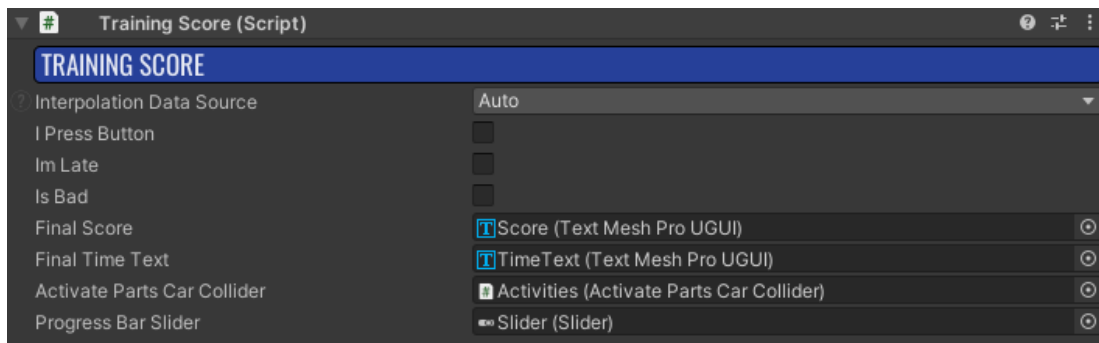 Training Score (Script)
TRAINING SCORE
Interpolation Data Source Auto
I Press Button
Im Late
Is Bad
Final Score Score (Text Mesh Pro UGUI)
Final Time Text TimeText (Text Mesh Pro UGUI)
Activate Parts Car Collider Activities (Activate Parts Car Collider)
Progress Bar Slider Slider (Slider)